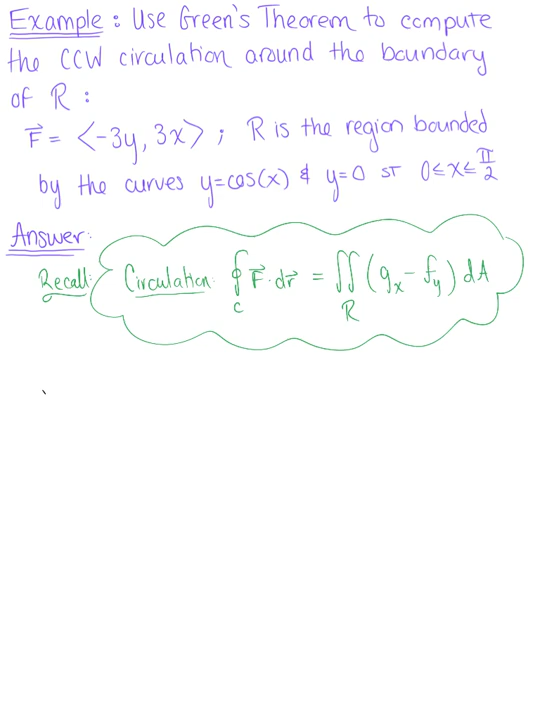 Example: Use Green's Theorem to compute
the CCW circulation around the boundary
of R:
F⃗ = <-3y, 3x>; R is the region bounded
by the curves y=cos(x) & y=0 ST 0≤x≤π/2
Answer:
Recall: Circulation: ∮_C F⃗·dr⃗ = ∬_R (g_x - f_y) dA